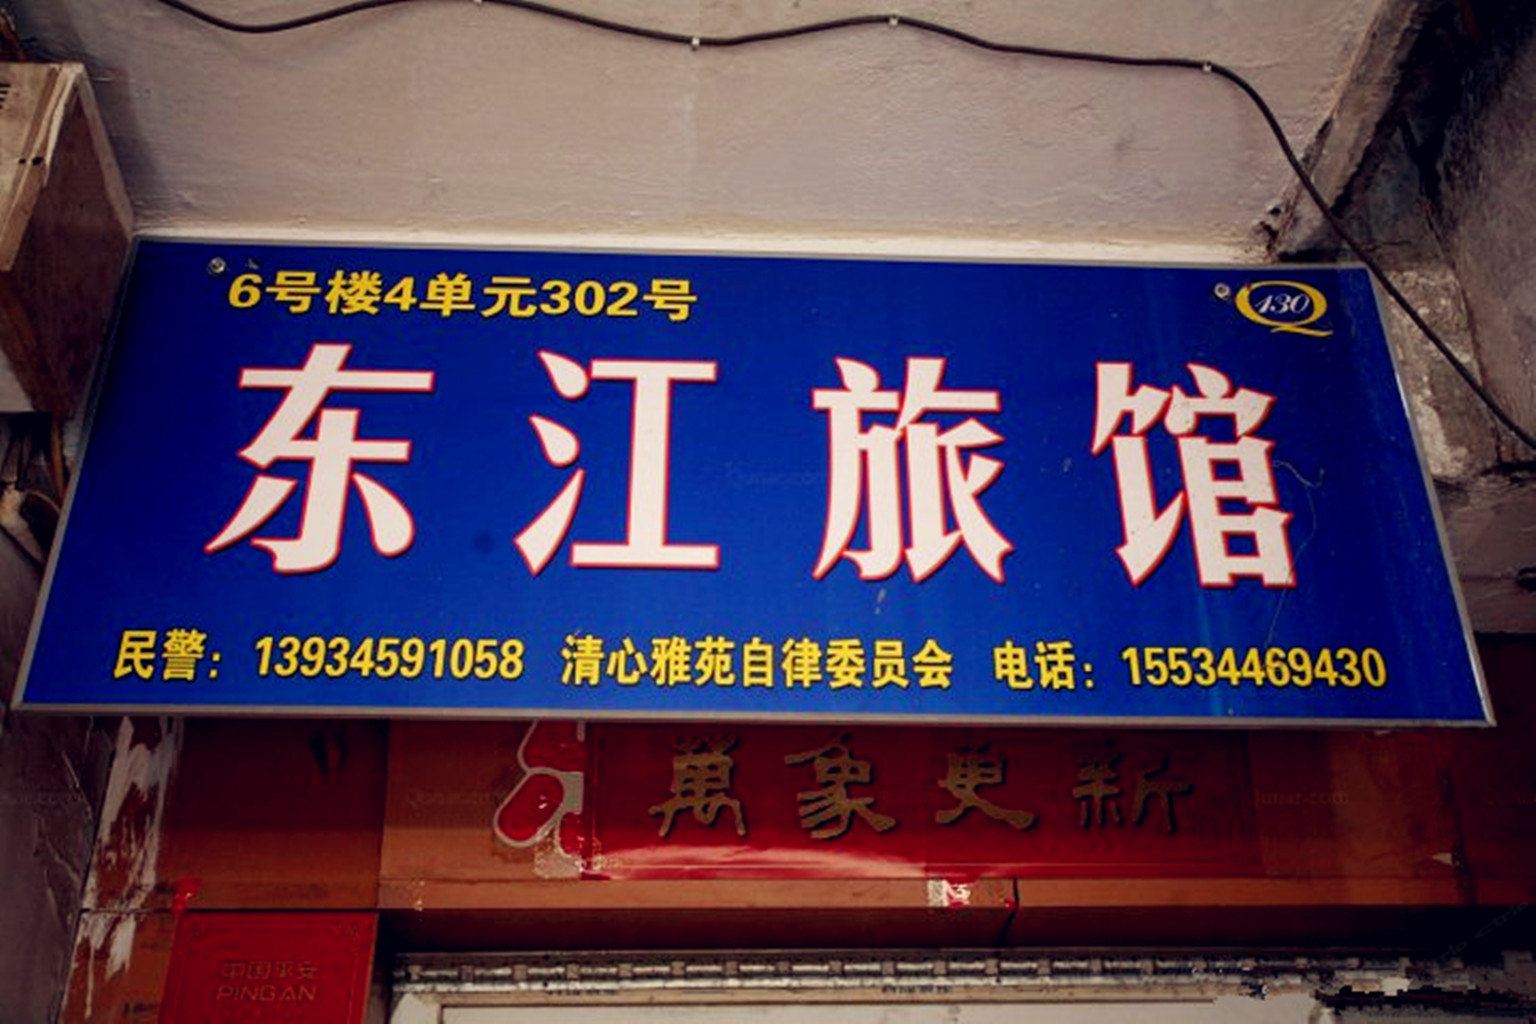 6号楼4单元302号
430
东江旅馆
民警：13934591058 清心雅苑自律委员会 电话：15534469430
萬象更新
中国平安
PING AN